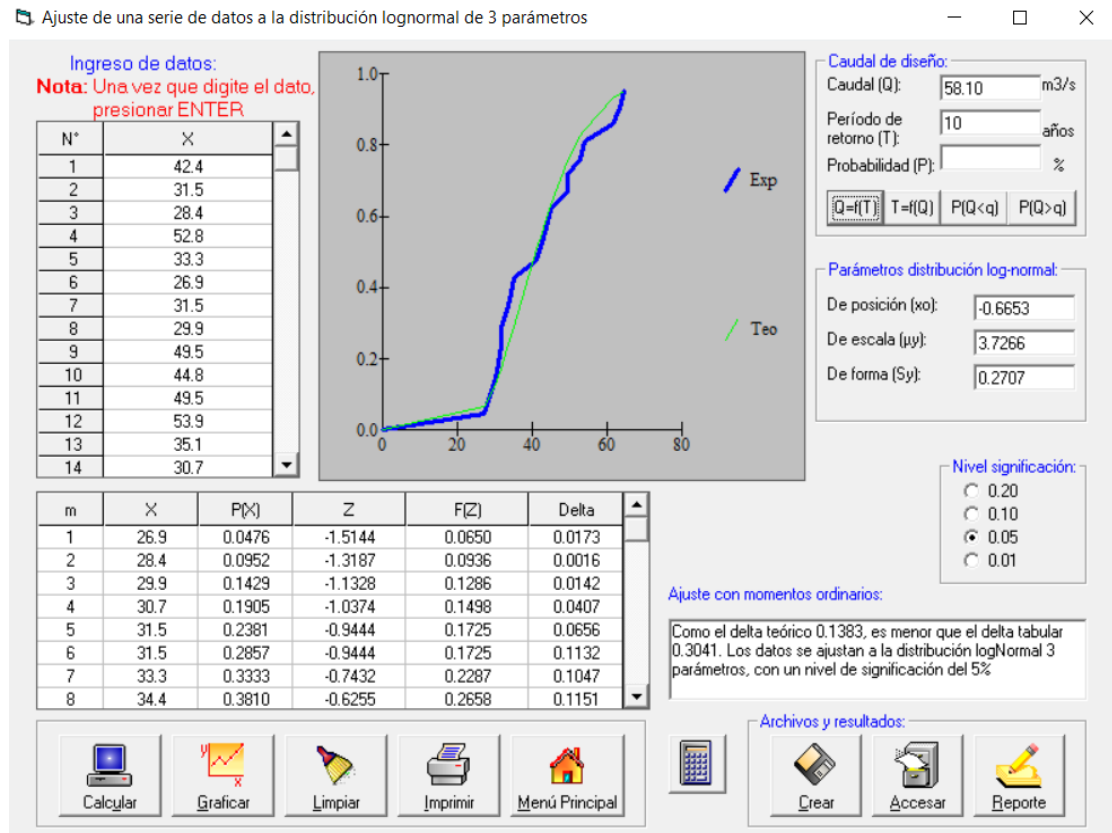 Ajuste de una serie de datos a la distribución lognormal de 3 parámetros
Ingreso de datos:
Nota: Una vez que digite el dato,
presionar ENTER
N° X
1 42.4
2 31.5
3 28.4
4 52.8
5 33.3
6 26.9
7 31.5
8 29.9
9 49.5
10 44.8
11 49.5
12 53.9
13 35.1
14 30.7
1.0
0.8
0.6
0.4
0.2
0.0
0 20 40 60 80
Exp
Teo
Caudal de diseño:
Caudal (Q): 58.10 m3/s
Período de
retorno (T): 10 años
Probabilidad (P): %
Q=f(T) T=f(Q) P(Q<q) P(Q>q)
Parámetros distribución log-normal:
De posición (xo): -0.6653
De escala (µy): 3.7266
De forma (Sy): 0.2707
Nivel significación:
0.20
0.10
0.05
0.01
m X P(X) Z F(Z) Delta
1 26.9 0.0476 -1.5144 0.0650 0.0173
2 28.4 0.0952 -1.3187 0.0936 0.0016
3 29.9 0.1429 -1.1328 0.1286 0.0142
4 30.7 0.1905 -1.0374 0.1498 0.0407
5 31.5 0.2381 -0.9444 0.1725 0.0656
6 31.5 0.2857 -0.9444 0.1725 0.1132
7 33.3 0.3333 -0.7432 0.2287 0.1047
8 34.4 0.3810 -0.6255 0.2658 0.1151
Ajuste con momentos ordinarios:
Como el delta teórico 0.1383, es menor que el delta tabular
0.3041. Los datos se ajustan a la distribución logNormal 3
parámetros, con un nivel de significación del 5%
Calcular
y
x
Graficar
Limpiar
Imprimir
Menú Principal
Archivos y resultados:
Crear
Accesar
Reporte